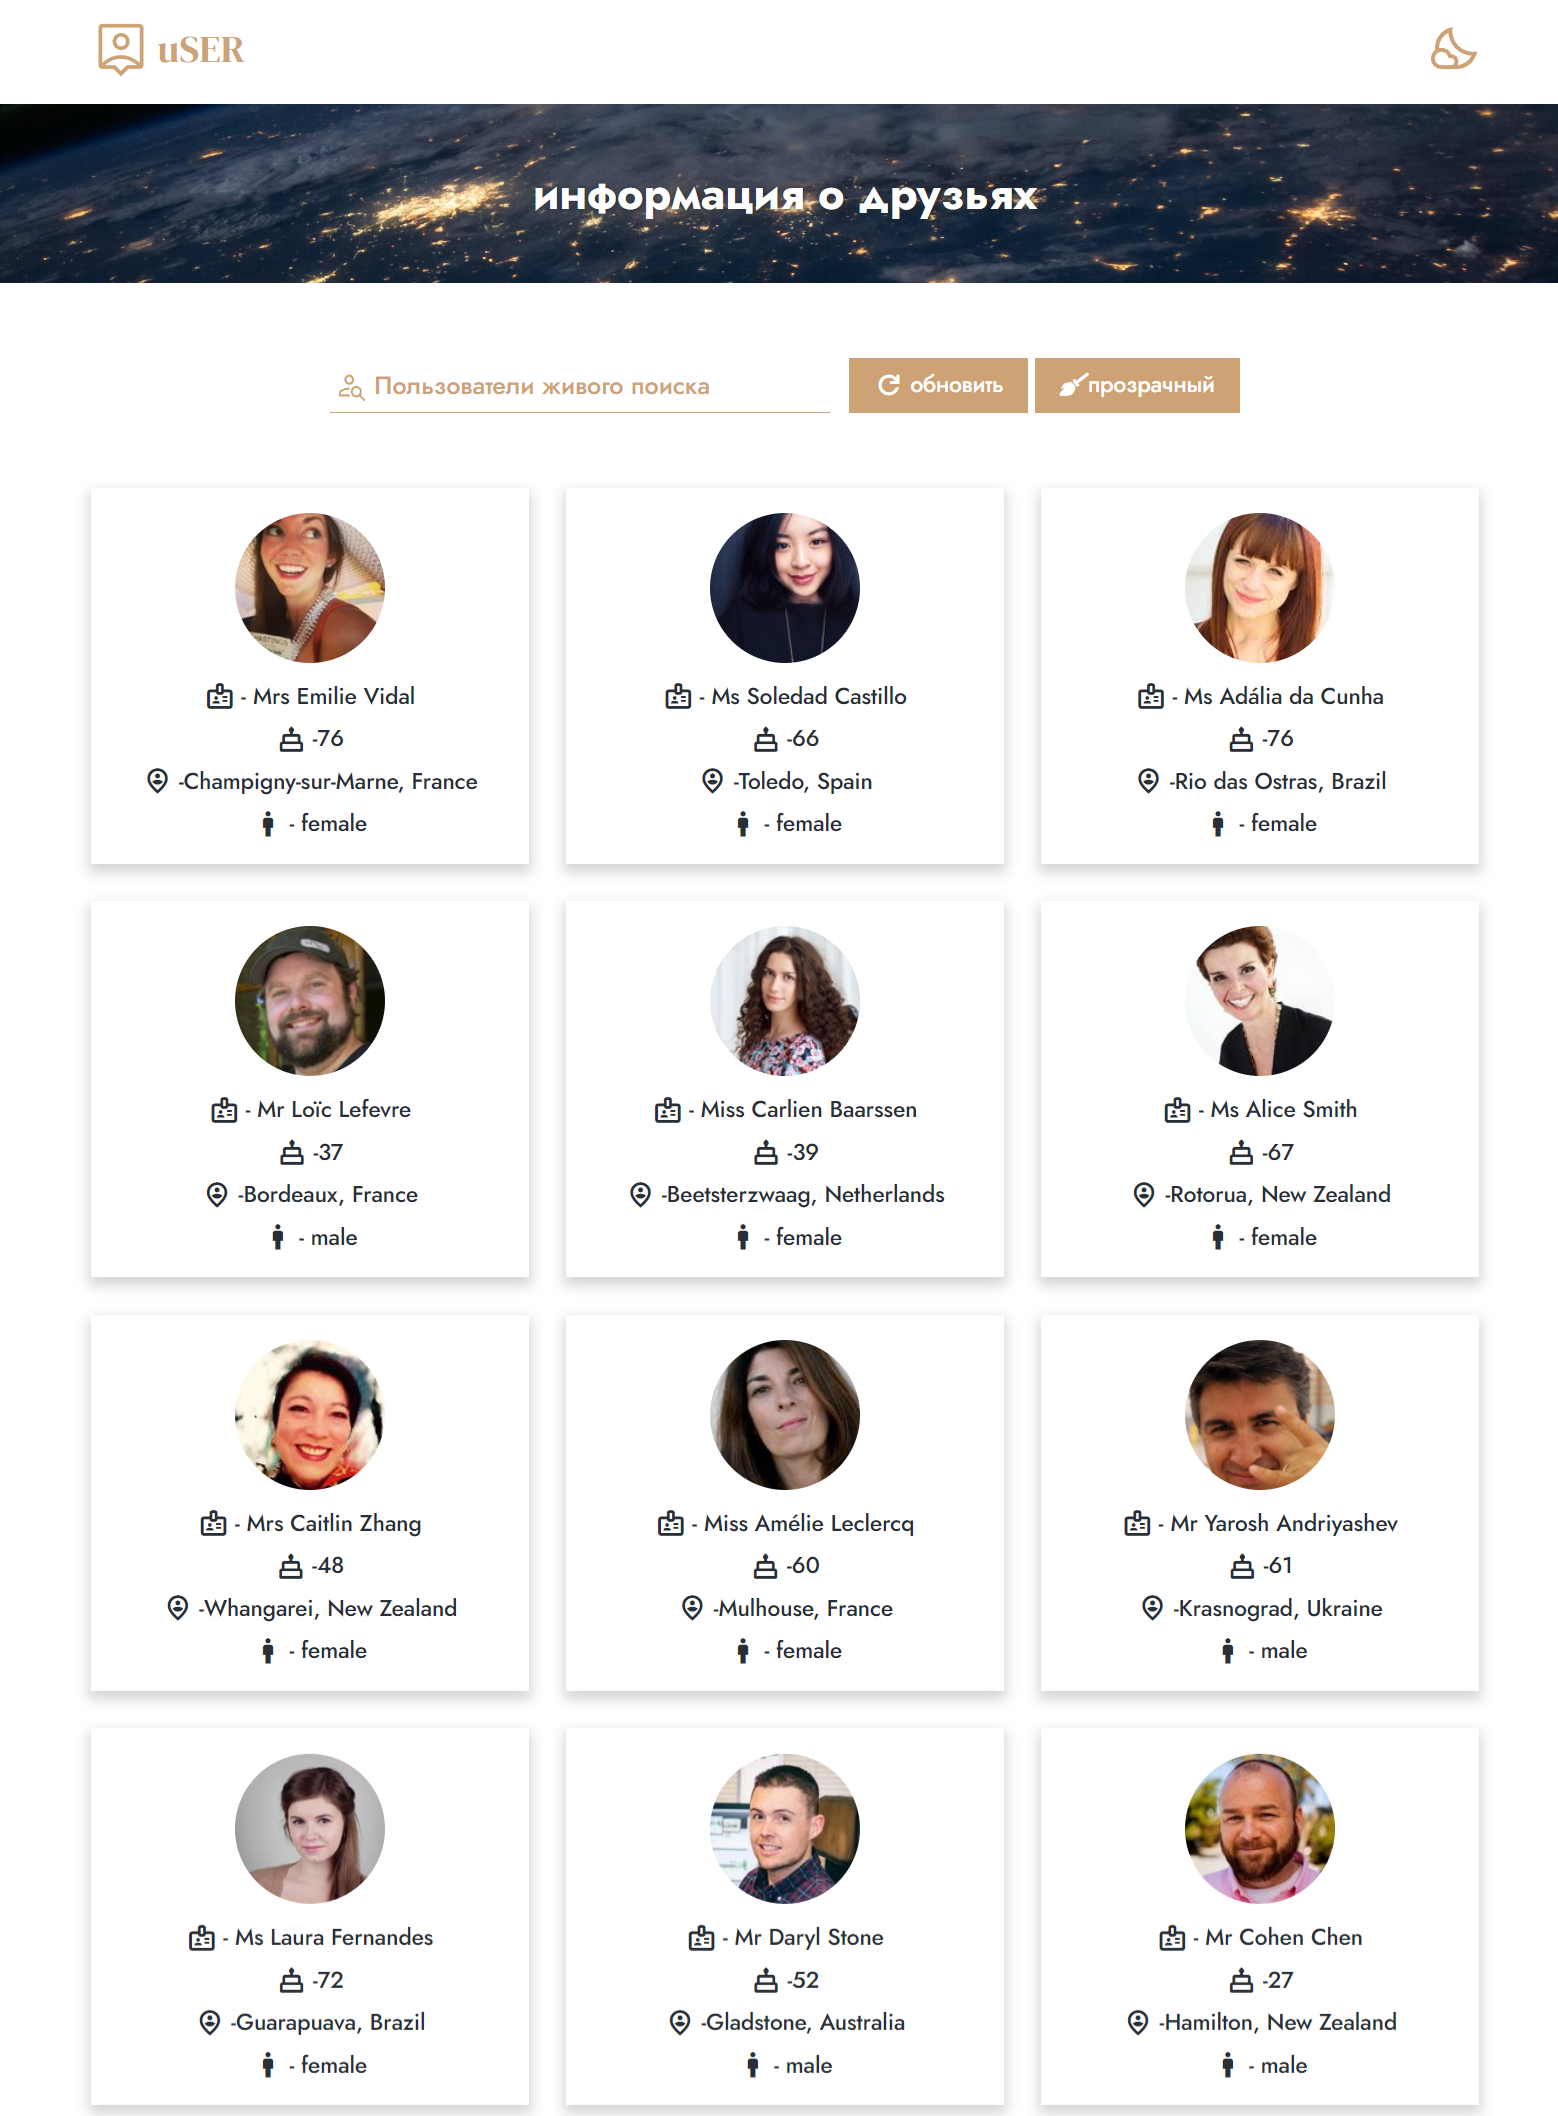 uSER
информация о друзьях
Пользователи живого поиска
обновить
прозрачный
- Mrs Emilie Vidal
-76
-Champigny-sur-Marne, France
- female
- Ms Soledad Castillo
-66
-Toledo, Spain
- female
- Ms Adália da Cunha
-76
-Rio das Ostras, Brazil
- female
- Mr Loïc Lefevre
-37
-Bordeaux, France
- male
- Miss Carlien Baarssen
-39
-Beetsterzwaag, Netherlands
- female
- Ms Alice Smith
-67
-Rotorua, New Zealand
- female
- Mrs Caitlin Zhang
-48
-Whangarei, New Zealand
- female
- Miss Amélie Leclercq
-60
-Mulhouse, France
- female
- Mr Yarosh Andriyashev
-61
-Krasnograd, Ukraine
- male
- Ms Laura Fernandes
-72
-Guarapuava, Brazil
- female
- Mr Daryl Stone
-52
-Gladstone, Australia
- male
- Mr Cohen Chen
-27
-Hamilton, New Zealand
- male